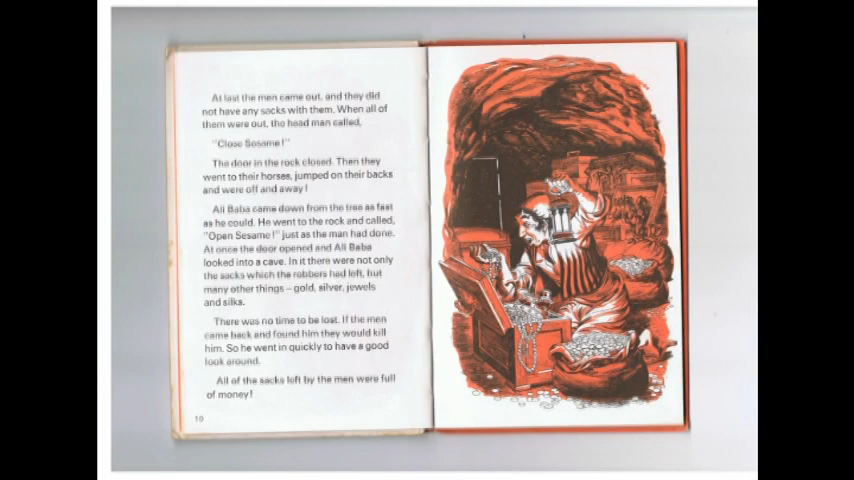 At last the men came out, and they did
not have any sacks with them. When all of
them were out, the head man called,
"Close Sesame!"
The door in the rock closed. Then they
went to their horses, jumped on their backs
and were off and away!
Ali Baba came down from the tree as fast
as he could. He went to the rock and called,
"Open Sesame!" just as the man had done.
At once the door opened and Ali Baba
looked into a cave. In it there were not only
the sacks which the robbers had left, but
many other things – gold, silver, jewels
and silks.
There was no time to be lost. If the men
came back and found him they would kill
him. So he went in quickly to have a good
look around.
All of the sacks left by the men were full
of money!
10